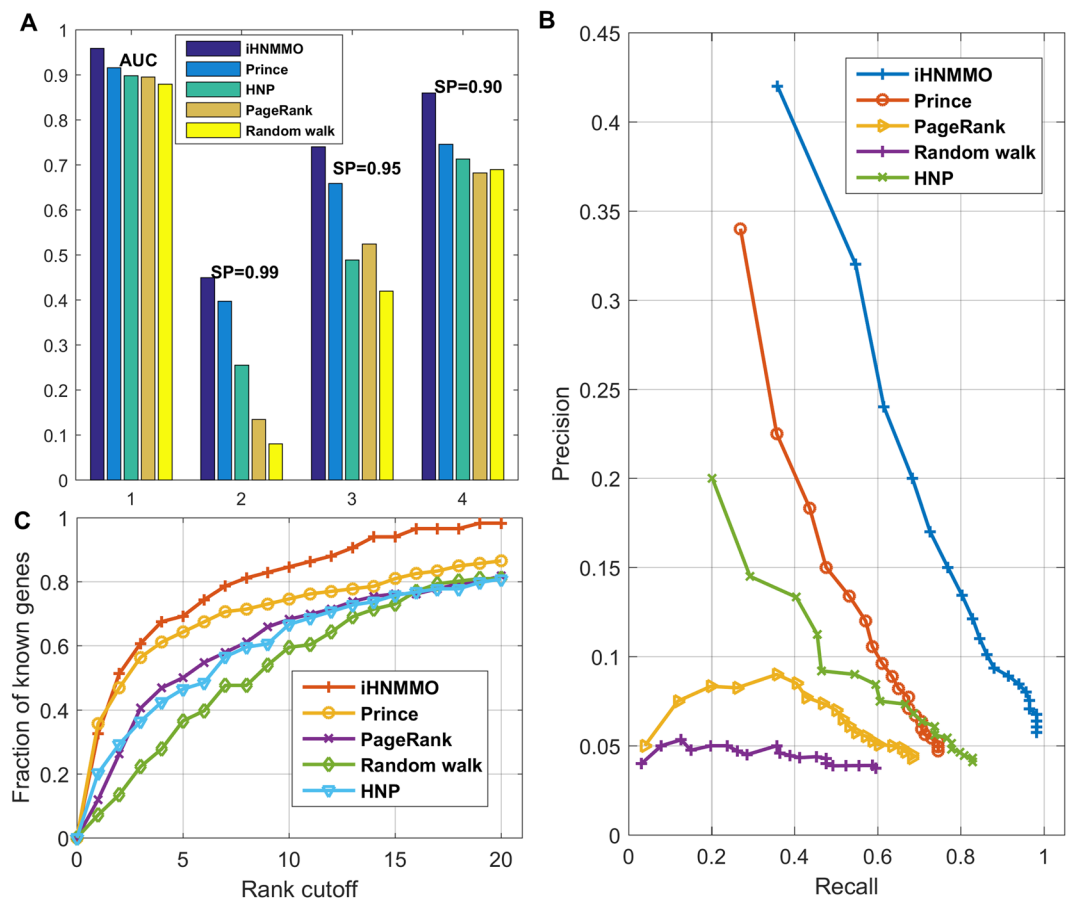 A
1
0.9
0.8
0.7
0.6
0.5
0.4
0.3
0.2
0.1
0
AUC
SP=0.99
SP=0.95
SP=0.90
iHNMMO
Prince
HNP
PageRank
Random walk
1 2 3 4
B
0.45
0.4
0.35
0.3
0.25
0.2
0.15
0.1
0.05
0
Precision
iHNMMO
Prince
PageRank
Random walk
HNP
0 0.2 0.4 0.6 0.8 1
Recall
C
1
0.8
0.6
0.4
0.2
0
Fraction of known genes
iHNMMO
Prince
PageRank
Random walk
HNP
0 5 10 15 20
Rank cutoff